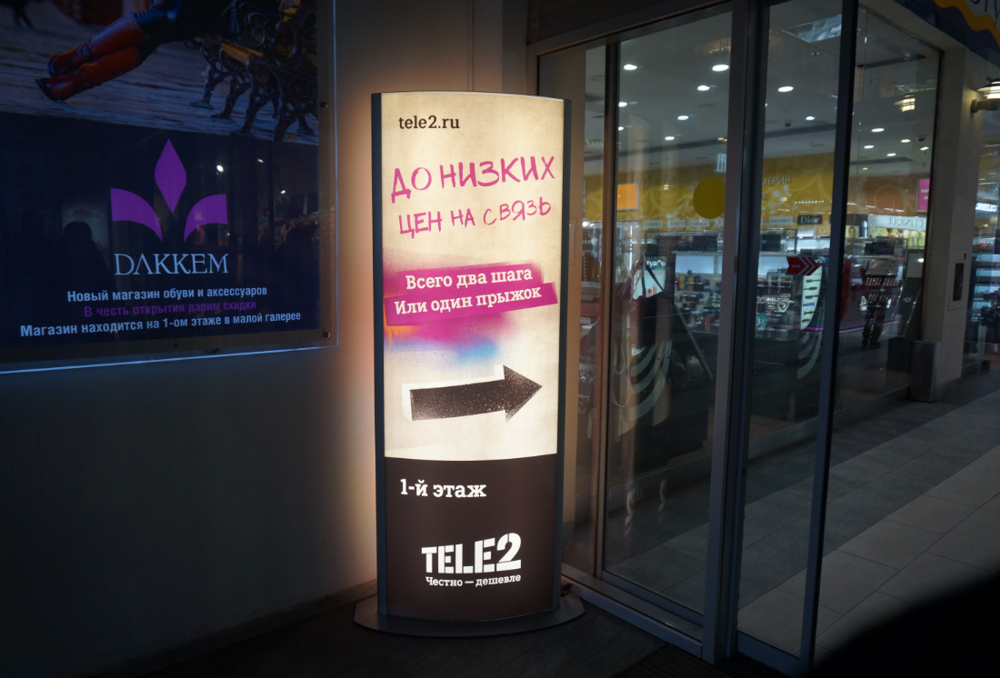 DAKKEM
Новый магазин обуви и аксессуаров
В честь открытия дарим скидки
Магазин находится на 1-ом этаже в малой галерее
tele2.ru
ДО НИЗКИХ
ЦЕН НА СВЯЗЬ
Всего два шага
Или один прыжок
1-й этаж
TELE2
Честно — дешевле
Dior
CLINIQUE